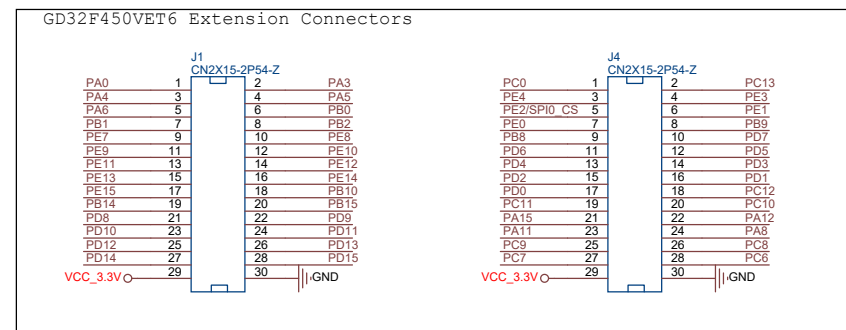 GD32F450VET6 Extension Connectors
J1
CN2X15-2P54-Z
PA0 1 2 PA3
PA4 3 4 PA5
PA6 5 6 PB0
PB1 7 8 PB2
PE7 9 10 PE8
PE9 11 12 PE10
PE11 13 14 PE12
PE13 15 16 PE14
PE15 17 18 PB10
PB14 19 20 PB15
PD8 21 22 PD9
PD10 23 24 PD11
PD12 25 26 PD13
PD14 27 28 PD15
VCC_3.3V 29 30 GND
J4
CN2X15-2P54-Z
PC0 1 2 PC13
PE4 3 4 PE3
PE2/SPI0_CS 5 6 PE1
PE0 7 8 PB9
PB8 9 10 PD7
PD6 11 12 PD5
PD4 13 14 PD3
PD2 15 16 PD1
PD0 17 18 PC12
PC11 19 20 PC10
PA15 21 22 PA12
PA11 23 24 PA8
PC9 25 26 PC8
PC7 27 28 PC6
VCC_3.3V 29 30 GND